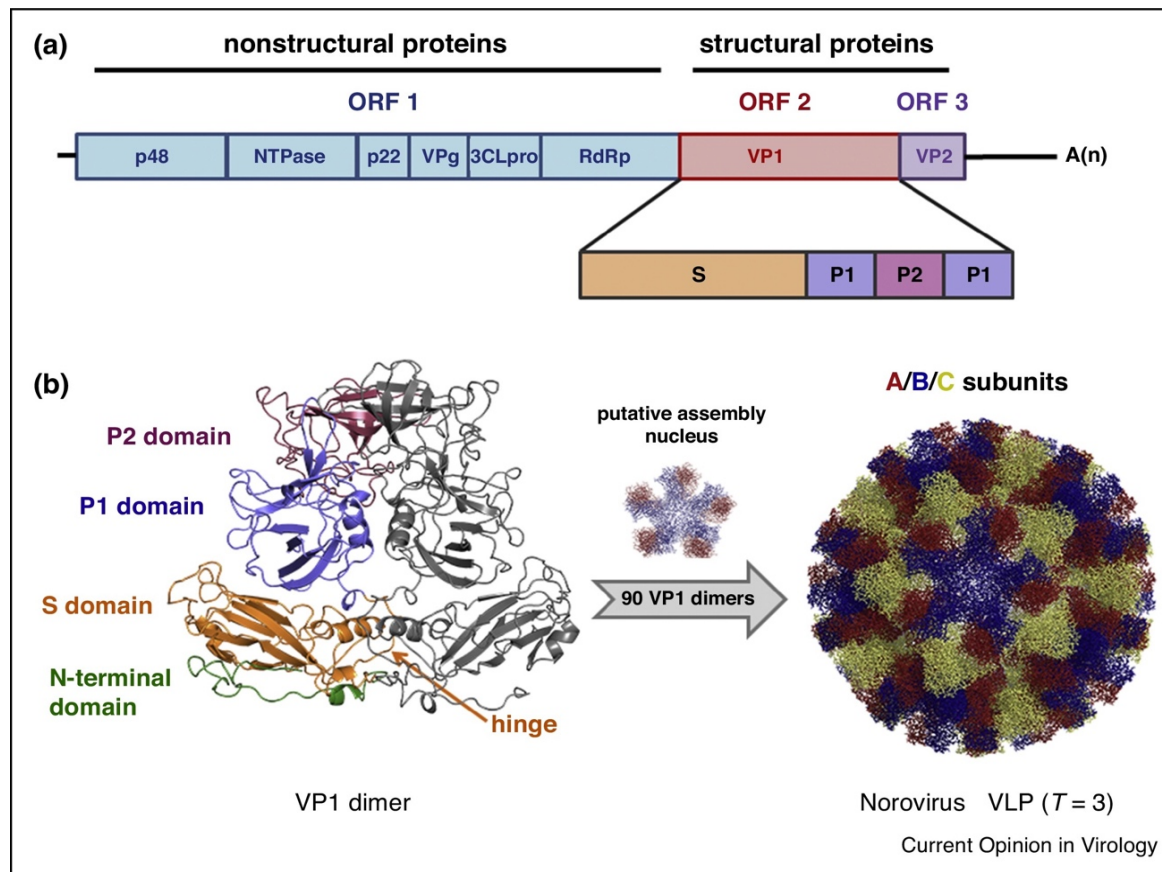 (a)
nonstructural proteins structural proteins
ORF 1 ORF 2 ORF 3
p48 NTPase p22 VPg 3CLpro RdRp VP1 VP2 A(n)
S P1 P2 P1
(b)
P2 domain
P1 domain
S domain
N-terminal
domain
hinge
VP1 dimer
putative assembly
nucleus
90 VP1 dimers
A/B/C subunits
Norovirus VLP (T = 3)
Current Opinion in Virology